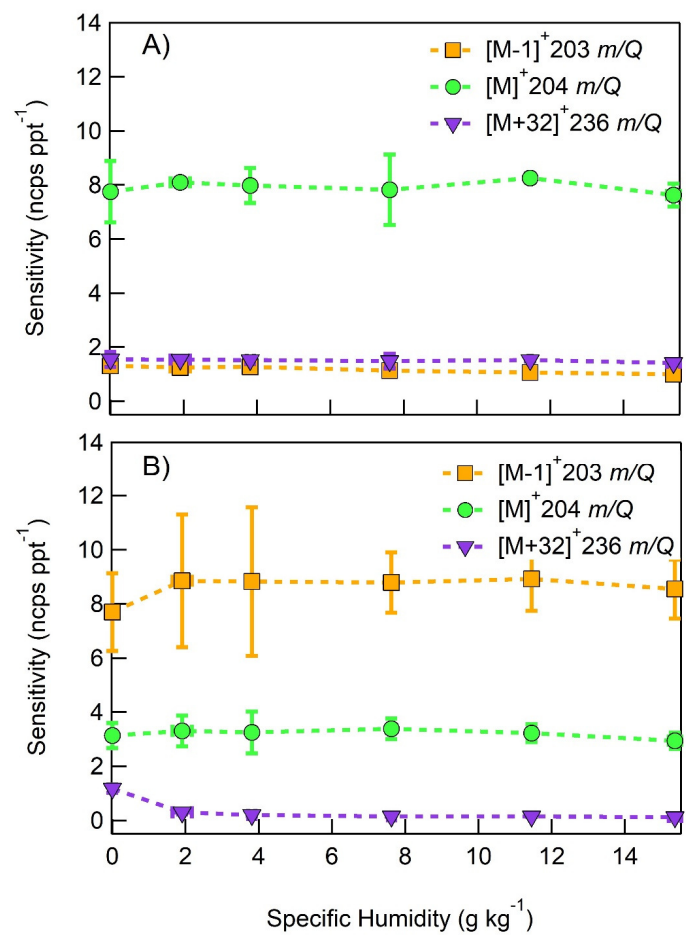 A)
[M-1]⁺203 m/Q
[M]⁺204 m/Q
[M+32]⁺236 m/Q
14
12
10
8
6
4
2
0
Sensitivity (ncps ppt⁻¹)
B)
[M-1]⁺203 m/Q
[M]⁺204 m/Q
[M+32]⁺236 m/Q
14
12
10
8
6
4
2
0
Sensitivity (ncps ppt⁻¹)
0 2 4 6 8 10 12 14
Specific Humidity (g kg⁻¹)